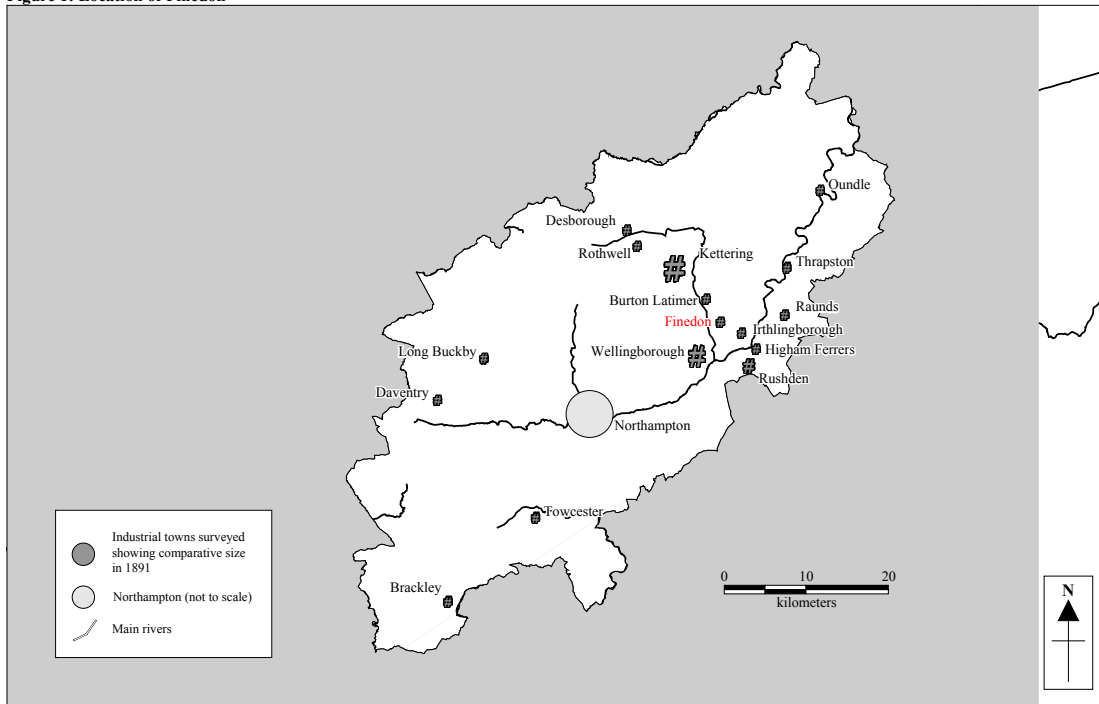 Figure 1: Location of Finedon
Oundle
Desborough
Rothwell
Kettering
Thrapston
Burton Latimer
Raunds
Finedon
Irthlingborough
Long Buckby
Wellingborough
Higham Ferrers
Rushden
Daventry
Northampton
Towcester
Brackley
Industrial towns surveyed
showing comparative size
in 1891
Northampton (not to scale)
Main rivers
0 10 20
kilometers
N